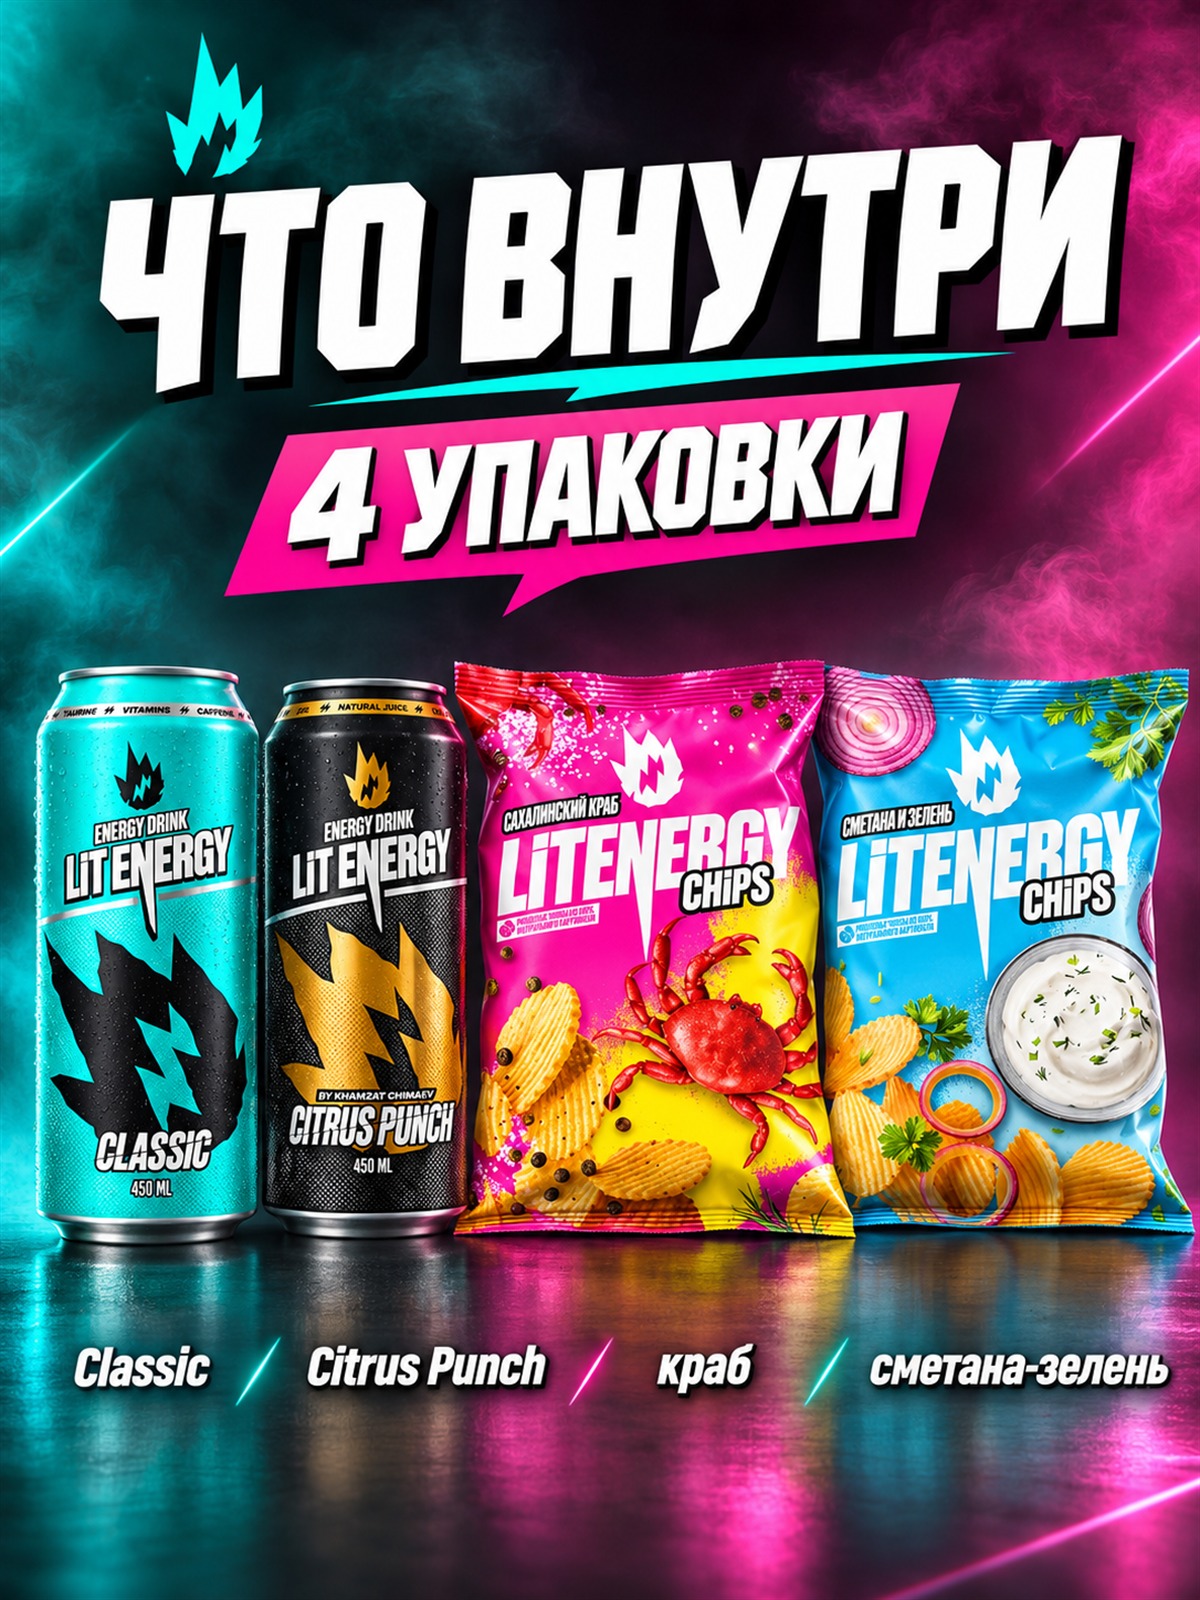 ЧТО ВНУТРИ
4 УПАКОВКИ
TAURINE VITAMINS CAFFEINE
ENERGY DRINK
LIT ENERGY
CLASSIC
450 ML
NATURAL JUICE
ENERGY DRINK
LIT ENERGY
BY KHAMZAT CHIMAEV
CITRUS PUNCH
450 ML
САХАЛИНСКИЙ КРАБ
LITENERGY
CHIPS
СМЕТАНА И ЗЕЛЕНЬ
LITENERGY
CHIPS
Classic / Citrus Punch / краб / сметана-зелень